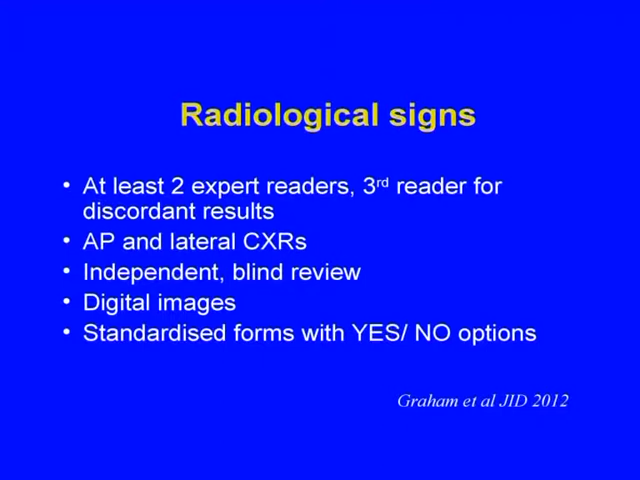 Radiological signs
• At least 2 expert readers, 3rd reader for
discordant results
• AP and lateral CXRs
• Independent, blind review
• Digital images
• Standardised forms with YES/ NO options
Graham et al JID 2012